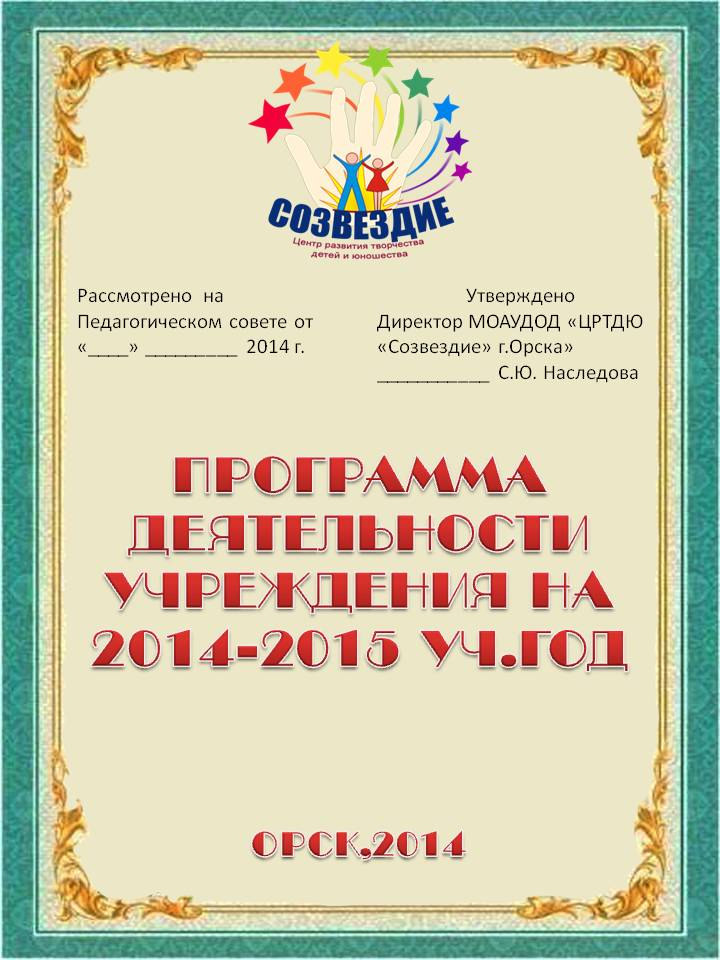 СОЗВЕЗДИЕ
Центр развития творчества
детей и юношества
Рассмотрено на
Педагогическом совете от
«____» _________ 2014 г.
Утверждено
Директор МОАУДОД «ЦРТДЮ
«Созвездие» г.Орска»
___________ С.Ю. Наследова
ПРОГРАММА
ДЕЯТЕЛЬНОСТИ
УЧРЕЖДЕНИЯ НА
2014-2015 УЧ.ГОД
ОРСК,2014